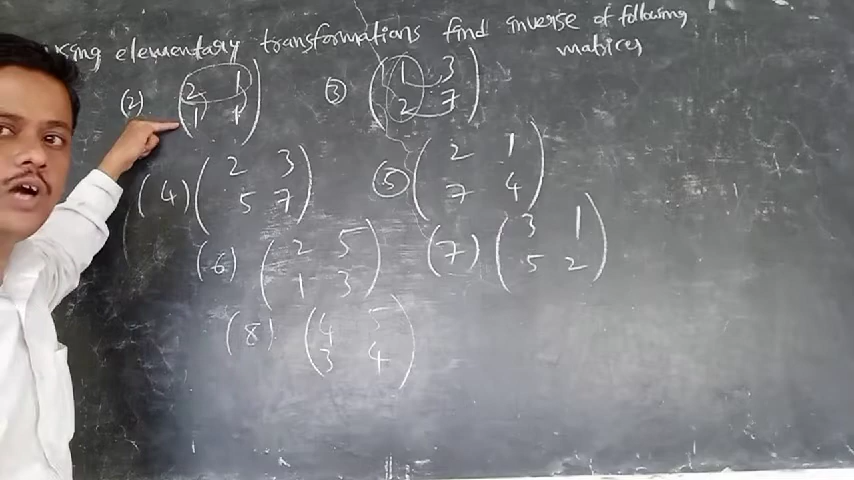 using elementary transformations find inverse of following
matrices
(2) (2 1
1 1) (3) (1 3
2 7)
(4) (2 3
5 7) (5) (2 1
7 4)
(6) (2 5
1 3) (7) (3 1
5 2)
(8) (4 5
3 4)